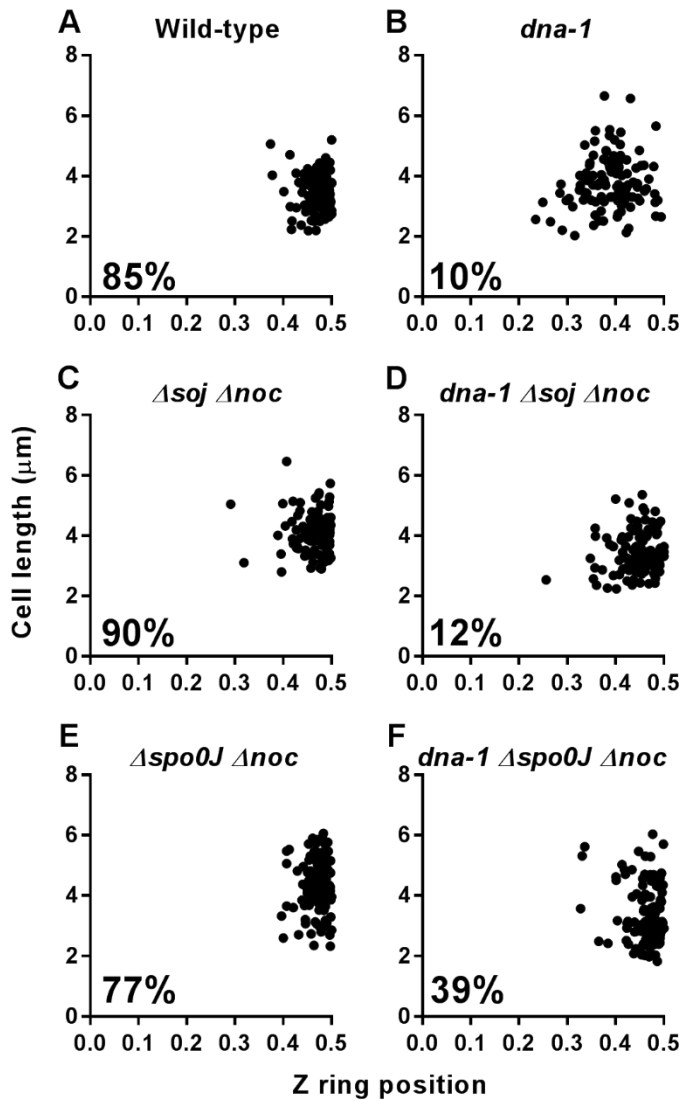 A
Wild-type
8
6
4
2
0
85%
0.0 0.1 0.2 0.3 0.4 0.5
B
dna-1
8
6
4
2
0
10%
0.0 0.1 0.2 0.3 0.4 0.5
C
Δsoj Δnoc
8
6
4
2
0
90%
0.0 0.1 0.2 0.3 0.4 0.5
D
dna-1 Δsoj Δnoc
8
6
4
2
0
12%
0.0 0.1 0.2 0.3 0.4 0.5
E
Δspo0J Δnoc
8
6
4
2
0
77%
0.0 0.1 0.2 0.3 0.4 0.5
F
dna-1 Δspo0J Δnoc
8
6
4
2
0
39%
0.0 0.1 0.2 0.3 0.4 0.5
Cell length (μm)
Z ring position